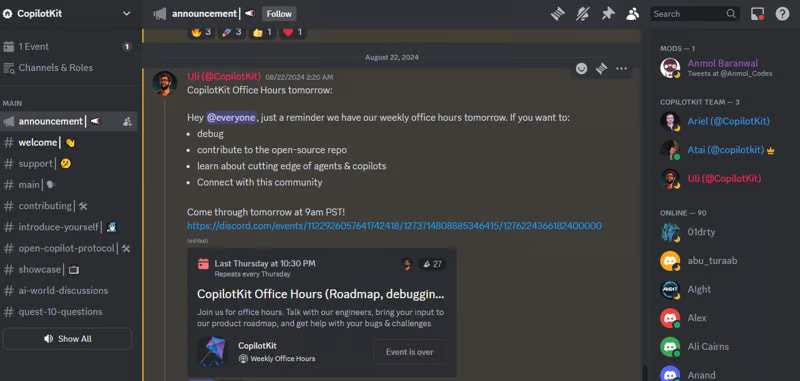 CopilotKit
announcement
Follow
Search
1 Event
1
Channels & Roles
MAIN
announcement
welcome
support
main
contributing
introduce-yourself
open-copilot-protocol
showcase
ai-world-discussions
quest-10-questions
Show All
3
3
1
1
August 22, 2024
Uli (@CopilotKit) 08/22/2024 2:20 AM
CopilotKit Office Hours tomorrow:
Hey @everyone, just a reminder we have our weekly office hours tomorrow. If you want to:
• debug
• contribute to the open-source repo
• learn about cutting edge of agents & copilots
• Connect with this community
Come through tomorrow at 9am PST!
https://discord.com/events/1122926057641742418/1273714808885346415/1276224366182400000
(edited)
Last Thursday at 10:30 PM
27
Repeats every Thursday
CopilotKit Office Hours (Roadmap, debuggin...
Join us for office hours. Talk with our engineers, bring your input to
our product roadmap, and get help with your bugs & challenges.
CopilotKit
Weekly Office Hours
Event is over
MODS — 1
Anmol Baranwal
Tweets at @Anmol_Codes
COPILOTKIT TEAM — 3
Ariel (@CopilotKit)
Atai (@copilotkit)
Uli (@CopilotKit)
ONLINE — 90
01drty
abu_turaab
AIght
Alex
Ali Cairns
Anand